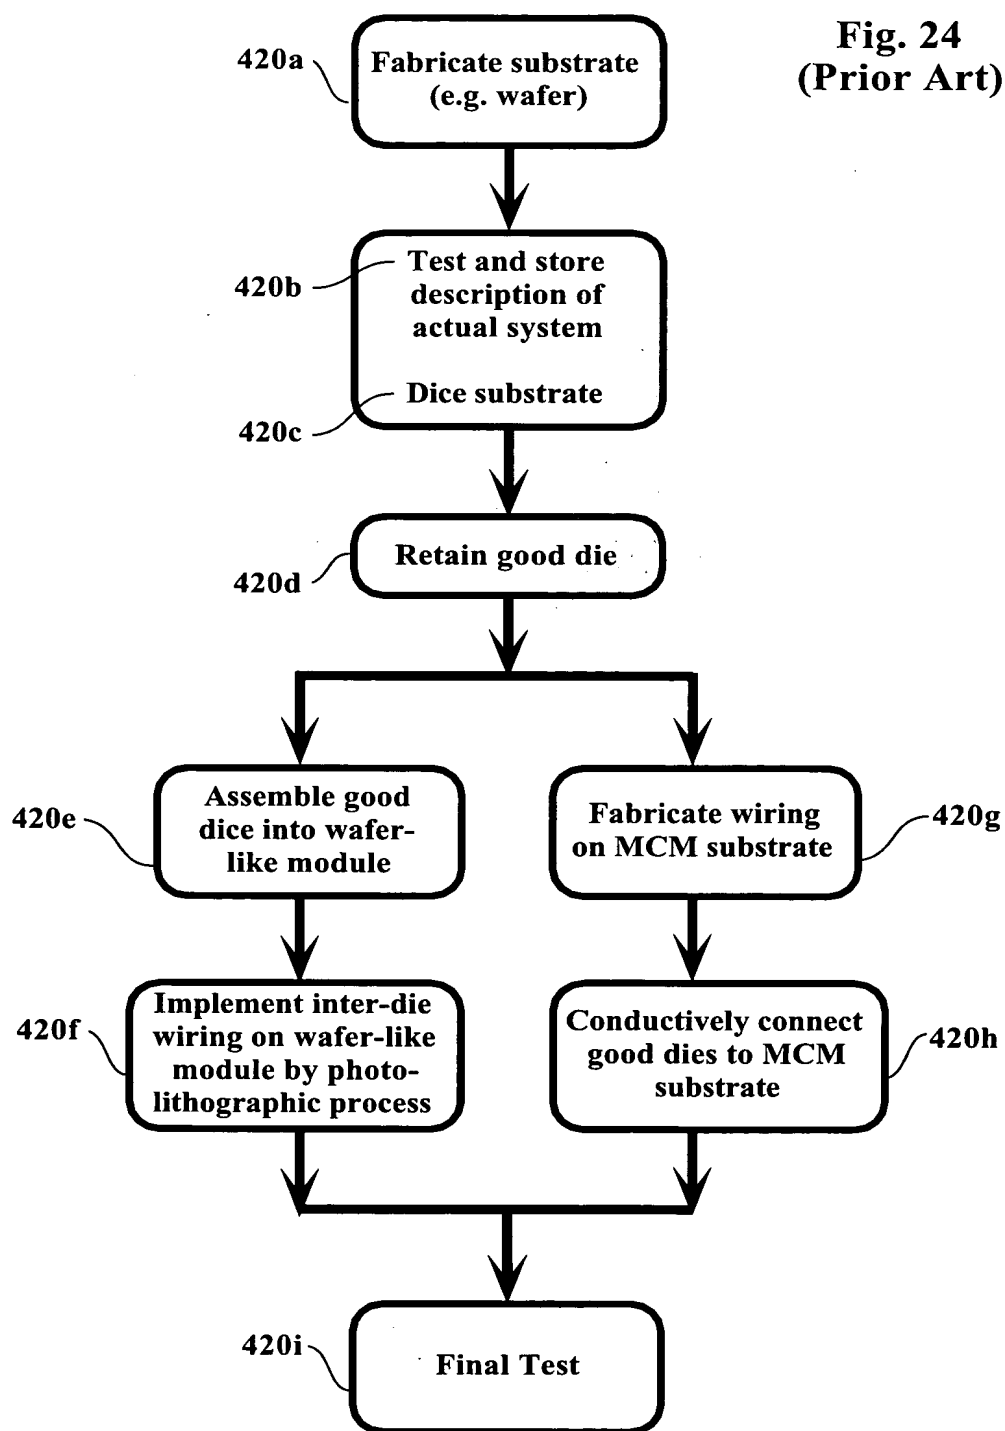 Fig. 24
(Prior Art)
420a
Fabricate substrate
(e.g. wafer)
420b
Test and store
description of
actual system
Dice substrate
420c
Retain good die
420d
Assemble good
dice into wafer-
like module
420e
Fabricate wiring
on MCM substrate
420g
Implement inter-die
wiring on wafer-like
module by photo-
lithographic process
420f
Conductively connect
good dies to MCM
substrate
420h
Final Test
420i